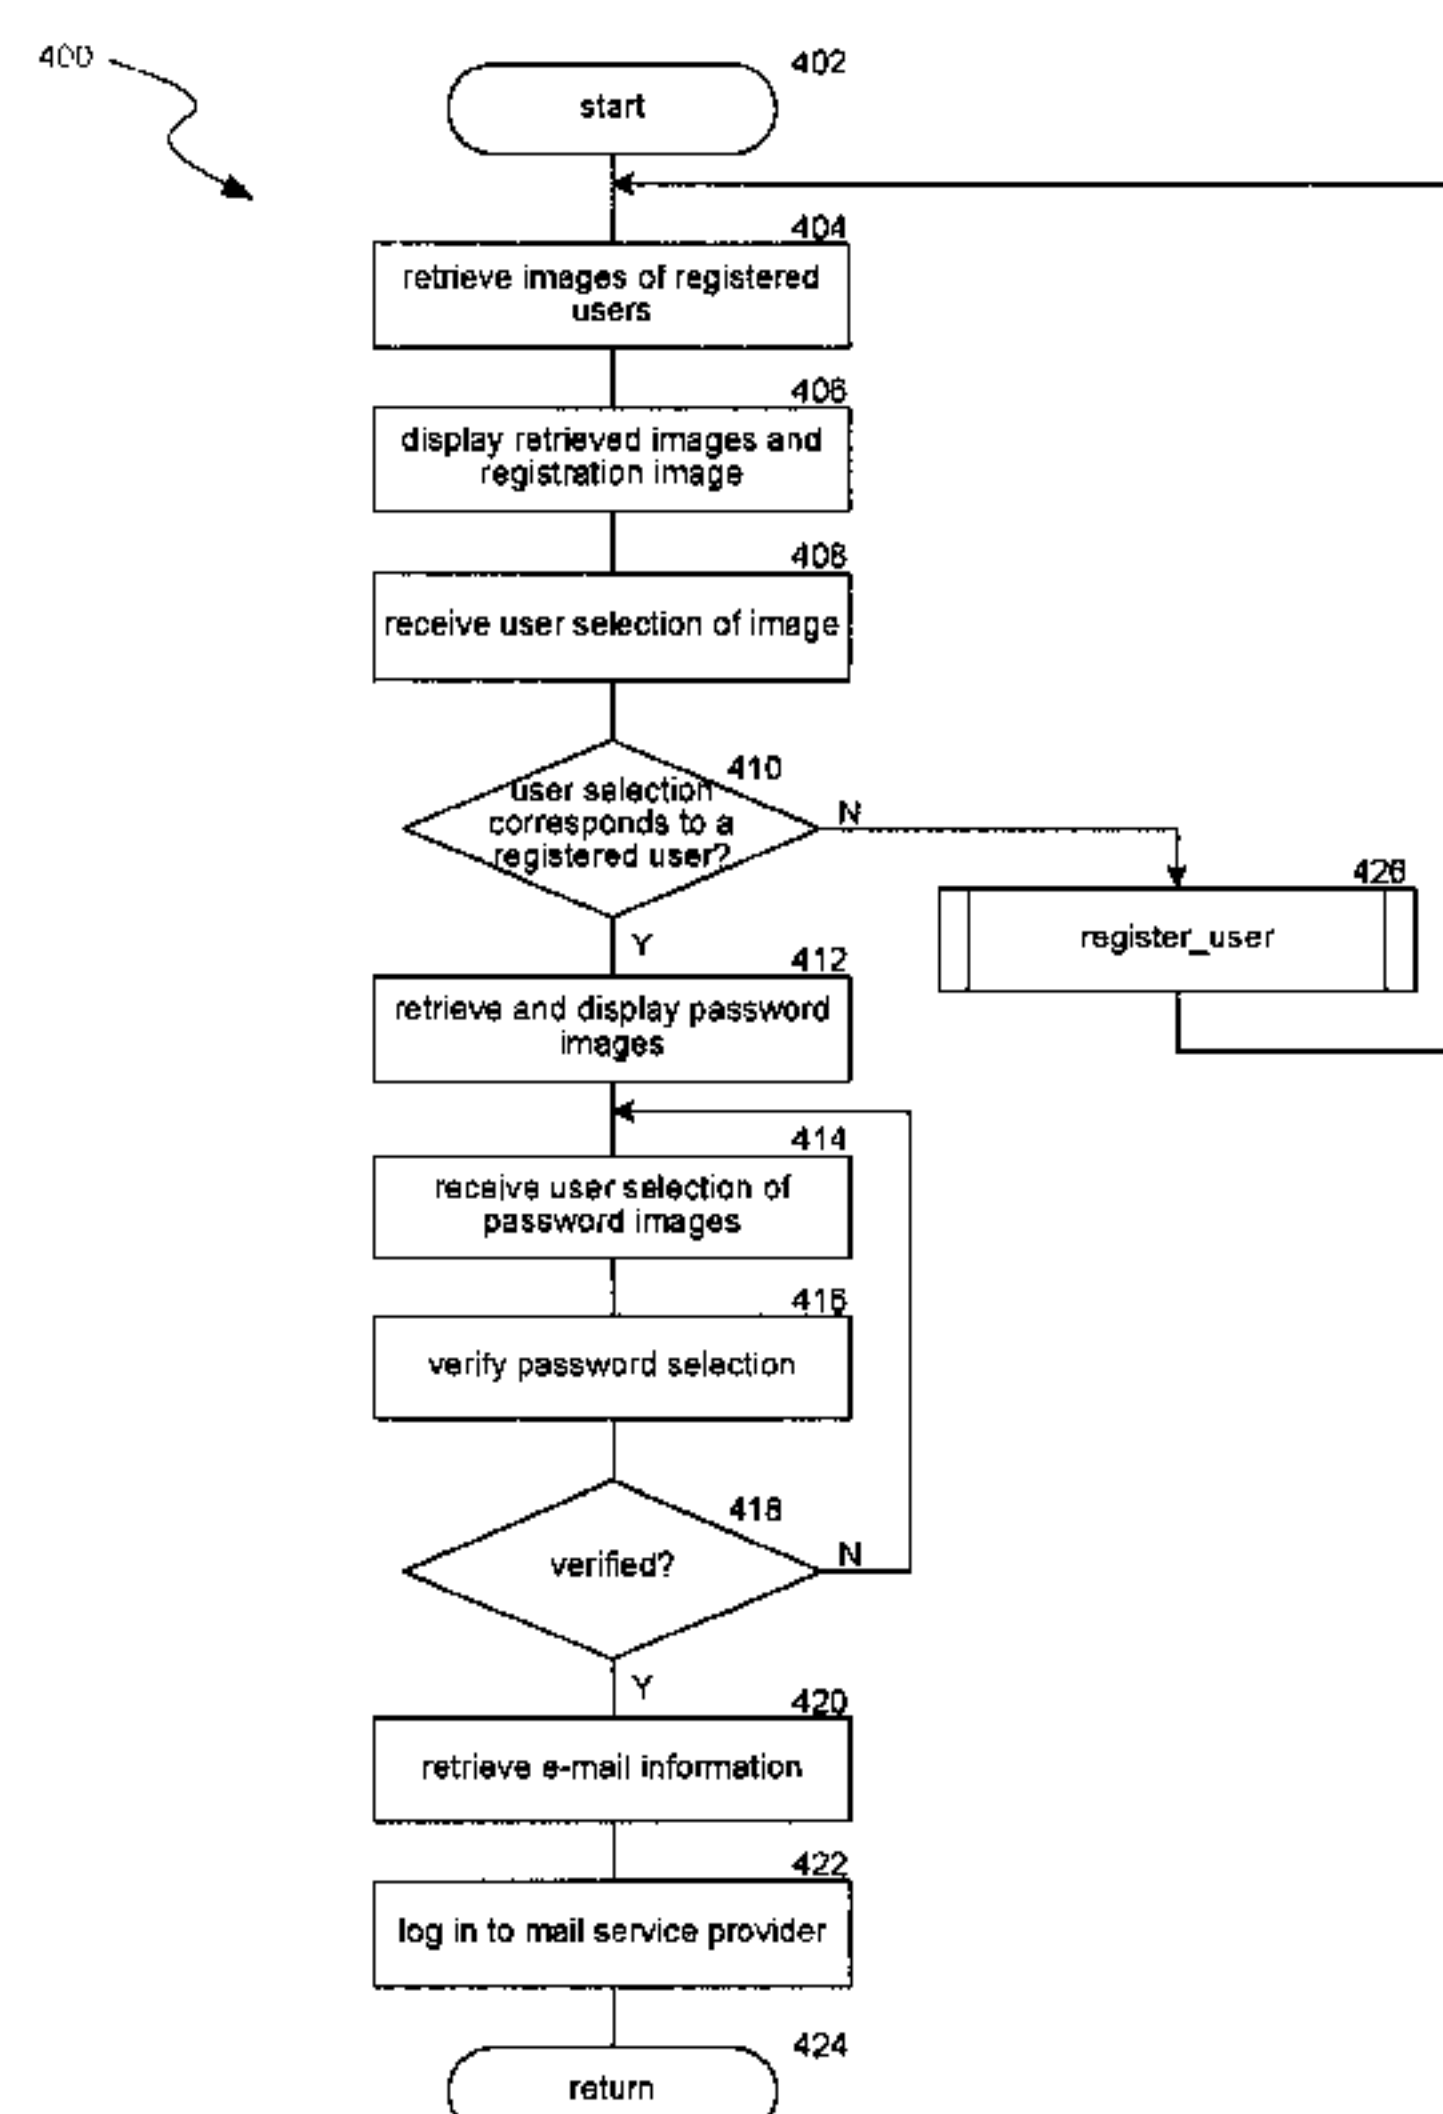 400
402
start
404
retrieve images of registered
users
406
display retrieved images and
registration image
408
receive user selection of image
410
user selection
corresponds to a
registered user?
N
426
register_user
Y
412
retrieve and display password
images
414
receive user selection of
password images
416
verify password selection
418
verified?
N
Y
420
retrieve e-mail information
422
log in to mail service provider
424
return